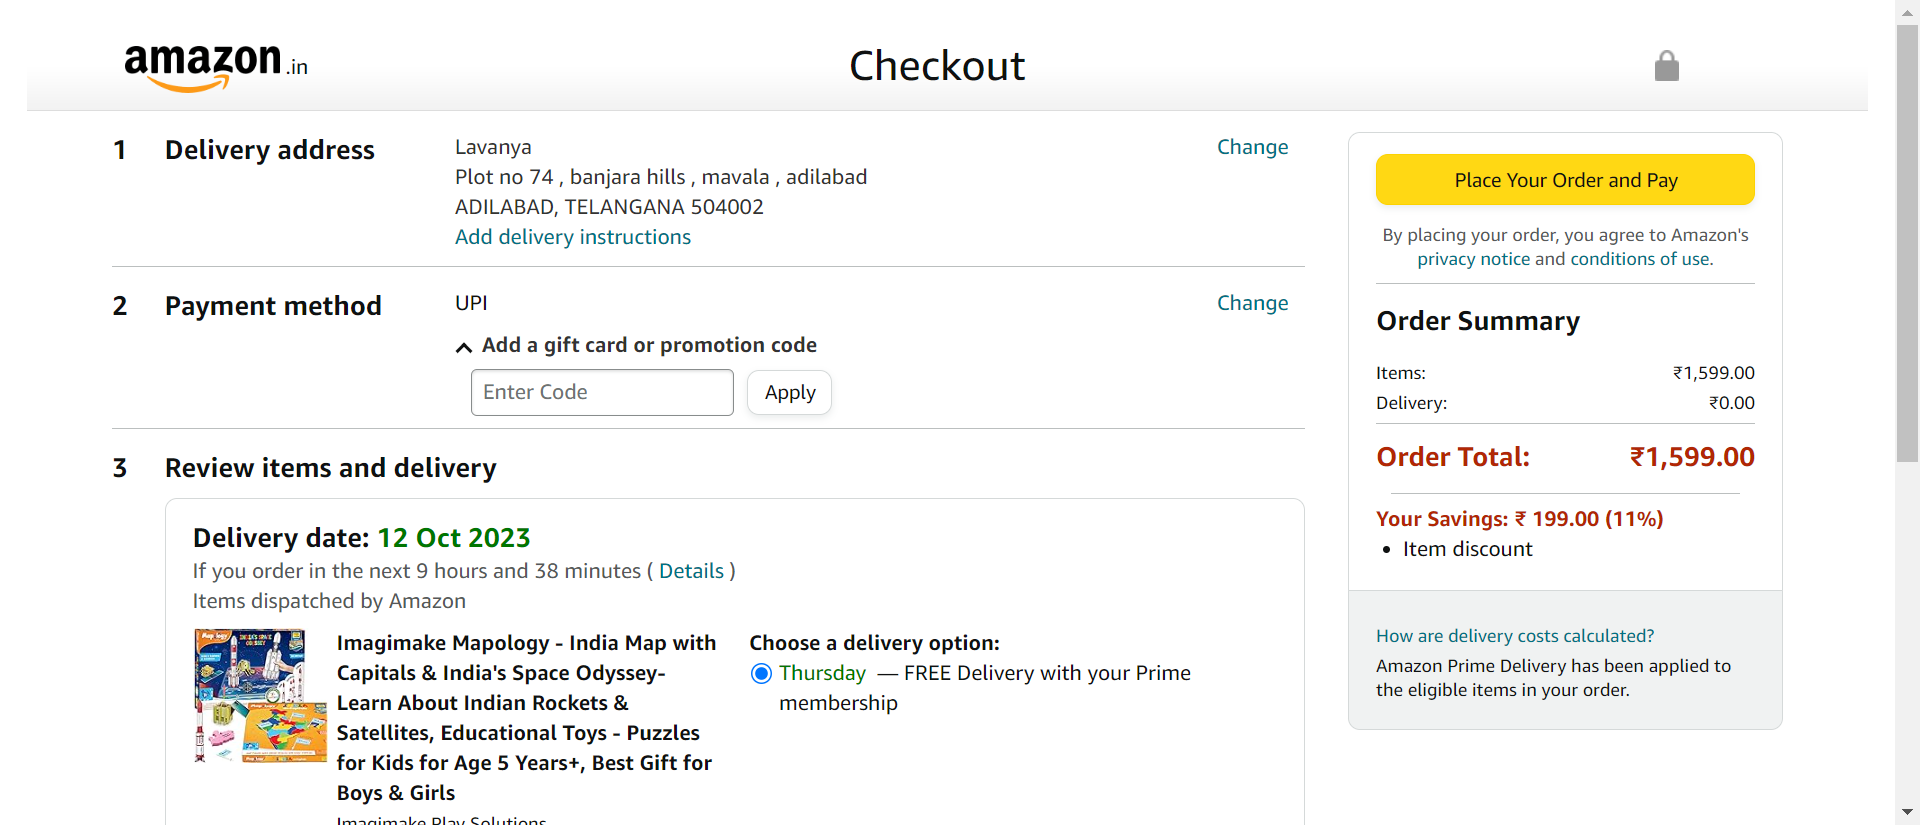 amazon.in
Checkout
1 Delivery address
Lavanya
Plot no 74 , banjara hills , mavala , adilabad
ADILABAD, TELANGANA 504002
Add delivery instructions
Change
2 Payment method
UPI
Change
Add a gift card or promotion code
Enter Code
Apply
3 Review items and delivery
Delivery date: 12 Oct 2023
If you order in the next 9 hours and 38 minutes ( Details )
Items dispatched by Amazon
Imagimake Mapology - India Map with
Capitals & India's Space Odyssey-
Learn About Indian Rockets &
Satellites, Educational Toys - Puzzles
for Kids for Age 5 Years+, Best Gift for
Boys & Girls
Imagimake Play Solutions
Choose a delivery option:
Thursday — FREE Delivery with your Prime
membership
Place Your Order and Pay
By placing your order, you agree to Amazon's
privacy notice and conditions of use.
Order Summary
Items: ₹1,599.00
Delivery: ₹0.00
Order Total: ₹1,599.00
Your Savings: ₹ 199.00 (11%)
• Item discount
How are delivery costs calculated?
Amazon Prime Delivery has been applied to
the eligible items in your order.